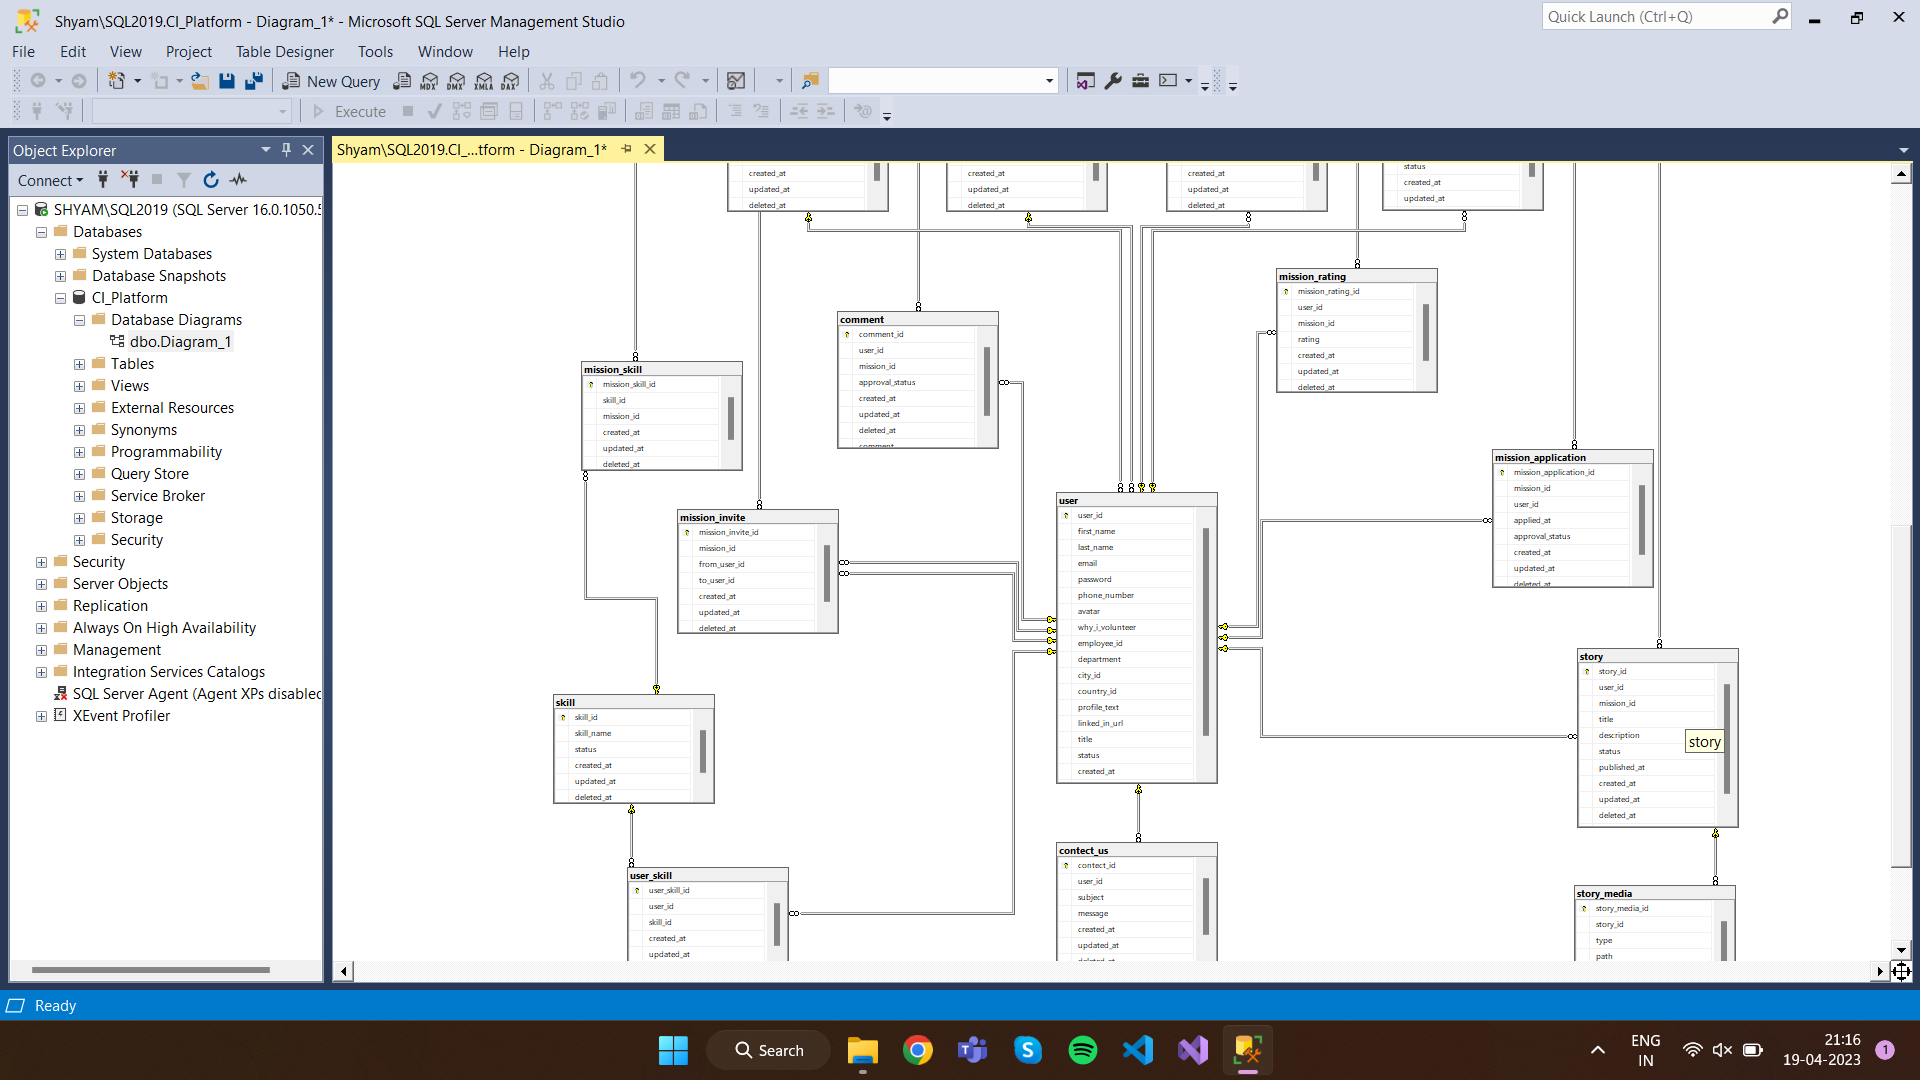 Shyam\SQL2019.CI_Platform - Diagram_1* - Microsoft SQL Server Management Studio
Quick Launch (Ctrl+Q)
File Edit View Project Table Designer Tools Window Help
New Query
MDX DMX XMLA DAX
Execute
Object Explorer
Connect
SHYAM\SQL2019 (SQL Server 16.0.1050.5
Databases
System Databases
Database Snapshots
CI_Platform
Database Diagrams
dbo.Diagram_1
Tables
Views
External Resources
Synonyms
Programmability
Query Store
Service Broker
Storage
Security
Security
Server Objects
Replication
Always On High Availability
Management
Integration Services Catalogs
SQL Server Agent (Agent XPs disabled
XEvent Profiler
Shyam\SQL2019.CI_...tform - Diagram_1*
created_at
updated_at
deleted_at
created_at
updated_at
deleted_at
created_at
updated_at
deleted_at
status
created_at
updated_at
mission_rating
mission_rating_id
user_id
mission_id
rating
created_at
updated_at
deleted_at
comment
comment_id
user_id
mission_id
approval_status
created_at
updated_at
deleted_at
comment
mission_skill
mission_skill_id
skill_id
mission_id
created_at
updated_at
deleted_at
mission_application
mission_application_id
mission_id
user_id
applied_at
approval_status
created_at
updated_at
deleted_at
mission_invite
mission_invite_id
mission_id
from_user_id
to_user_id
created_at
updated_at
deleted_at
user
user_id
first_name
last_name
email
password
phone_number
avatar
why_i_volunteer
employee_id
department
city_id
country_id
profile_text
linked_in_url
title
status
created_at
story
story_id
user_id
mission_id
title
description
status
published_at
created_at
updated_at
deleted_at
story
skill
skill_id
skill_name
status
created_at
updated_at
deleted_at
user_skill
user_skill_id
user_id
skill_id
created_at
updated_at
contect_us
contect_id
user_id
subject
message
created_at
updated_at
deleted_at
story_media
story_media_id
story_id
type
path
Ready
Search
ENG
IN
21:16
19-04-2023
1